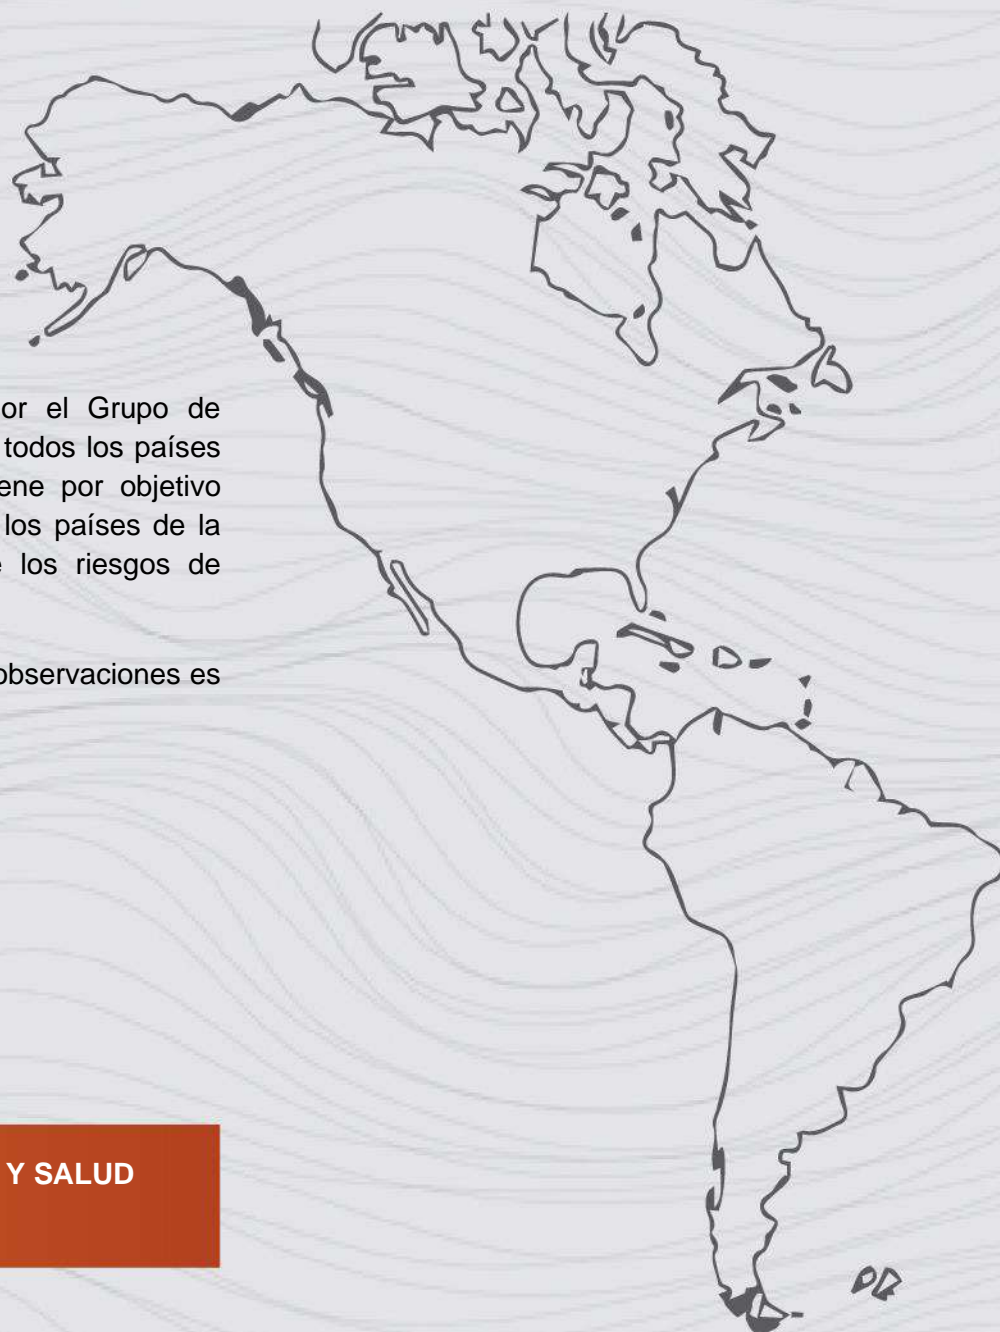 or el Grupo de
todos los países
ene por objetivo
los países de la
e los riesgos de
observaciones es
Y SALUD